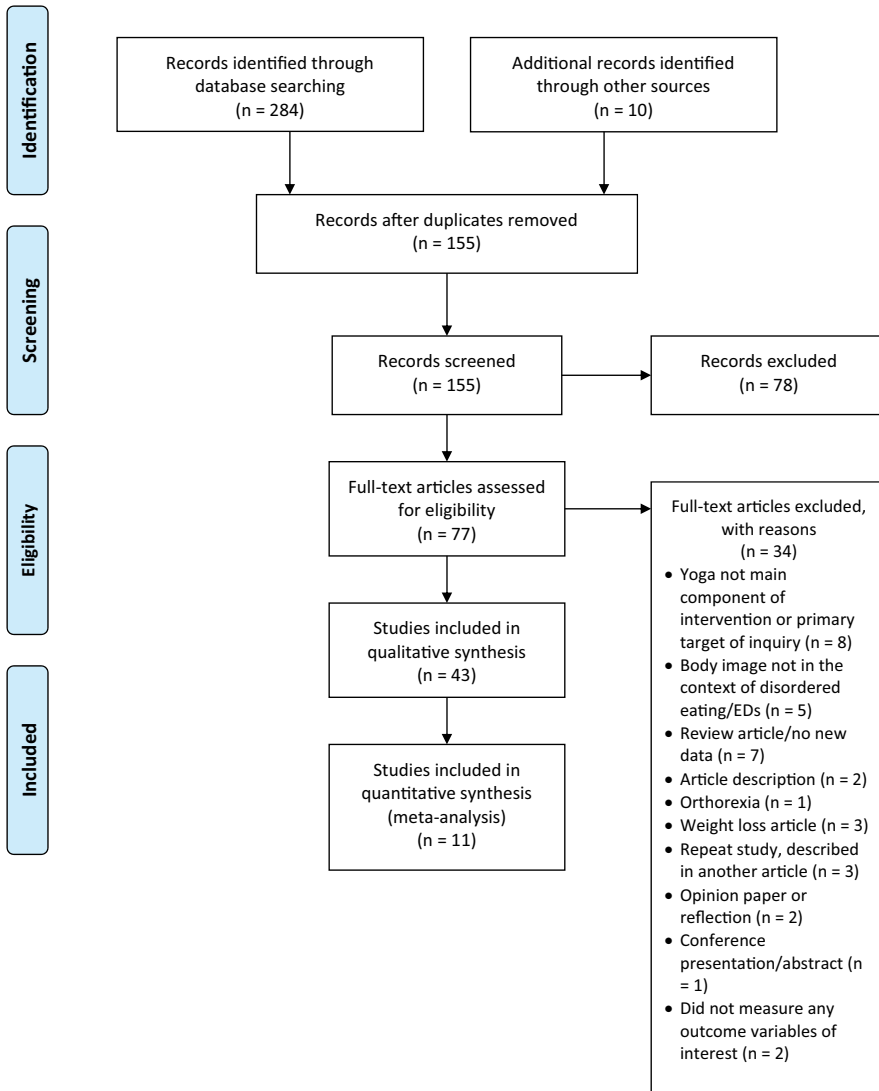 Identification
Records identified through
database searching
(n = 284)
Additional records identified
through other sources
(n = 10)
Records after duplicates removed
(n = 155)
Screening
Records screened
(n = 155)
Records excluded
(n = 78)
Eligibility
Full-text articles assessed
for eligibility
(n = 77)
Full-text articles excluded,
with reasons
(n = 34)
• Yoga not main
component of
intervention or primary
target of inquiry (n = 8)
• Body image not in the
context of disordered
eating/EDs (n = 5)
• Review article/no new
data (n = 7)
• Article description (n = 2)
• Orthorexia (n = 1)
• Weight loss article (n = 3)
• Repeat study, described
in another article (n = 3)
• Opinion paper or
reflection (n = 2)
• Conference
presentation/abstract (n
= 1)
• Did not measure any
outcome variables of
interest (n = 2)
Studies included in
qualitative synthesis
(n = 43)
Included
Studies included in
quantitative synthesis
(meta-analysis)
(n = 11)